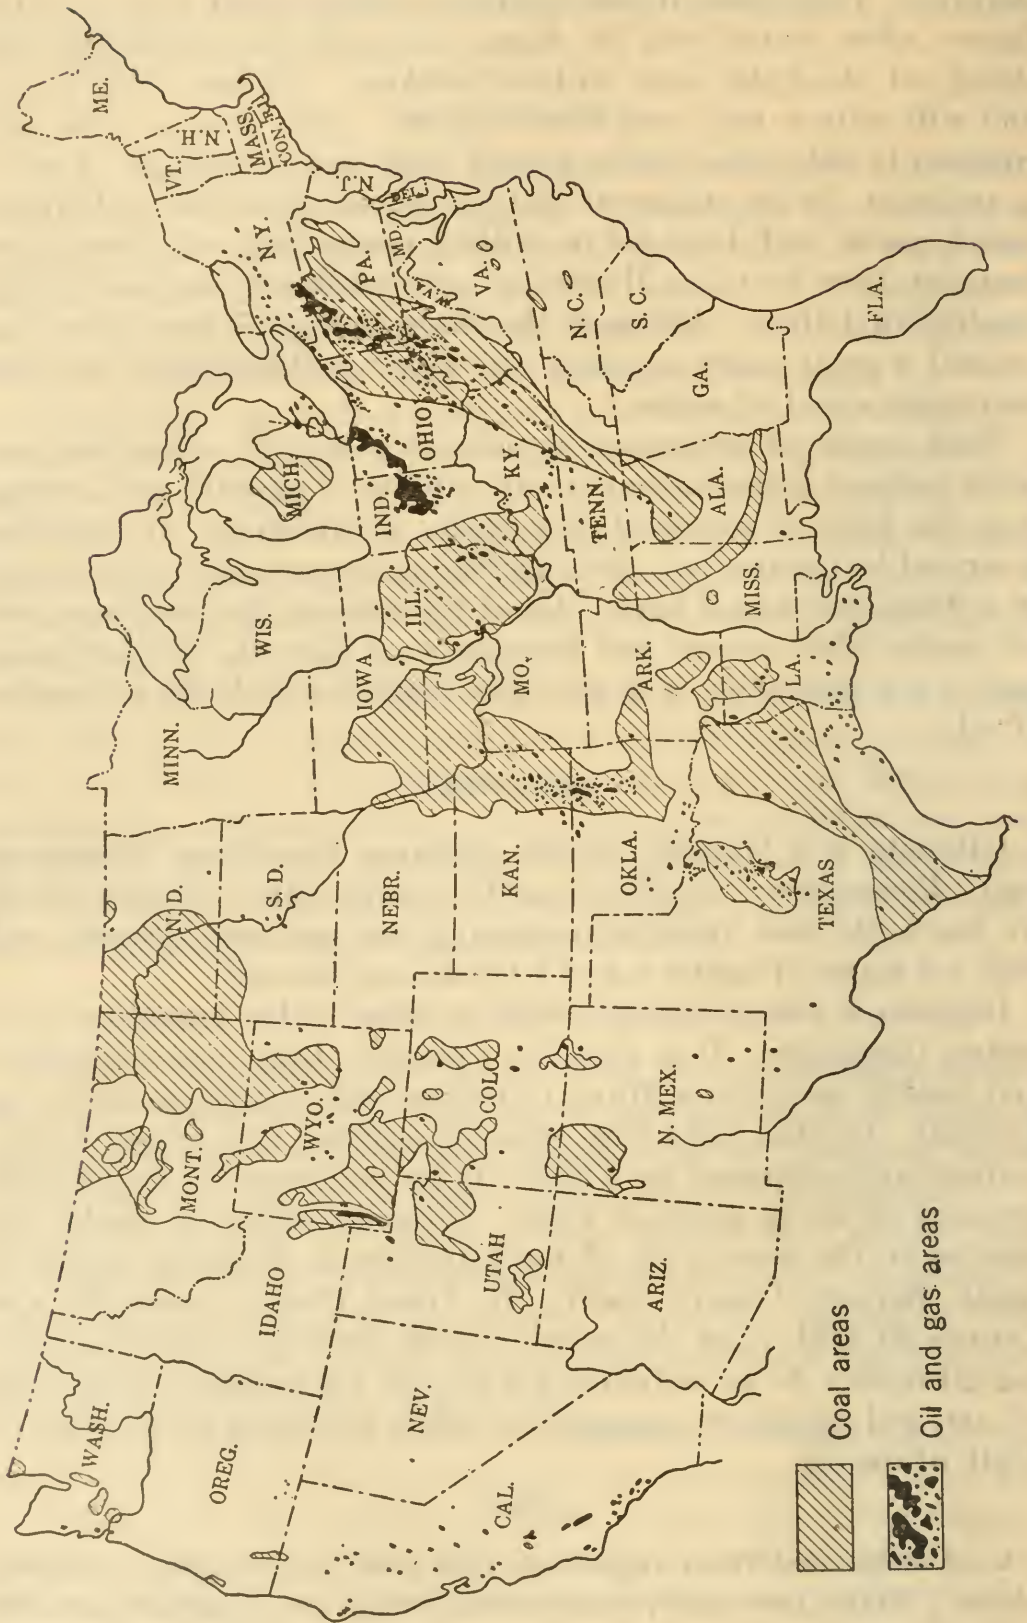 WASH.
OREG.
CAL.
NEV.
IDAHO
MONT.
WYO.
UTAH
COLO.
ARIZ.
N. MEX.
N. D.
S. D.
NEBR.
KAN.
OKLA.
TEXAS
MINN.
IOWA
MO.
ARK.
LA.
WIS.
ILL.
MICH.
IND.
OHIO
KY.
TENN.
MISS.
ALA.
GA.
FLA.
S. C.
N. C.
VA.
W. VA.
MD.
DEL.
PA.
N. J.
N. Y.
CON.
R.I.
MASS.
VT.
N.H.
ME.
Coal areas
Oil and gas areas